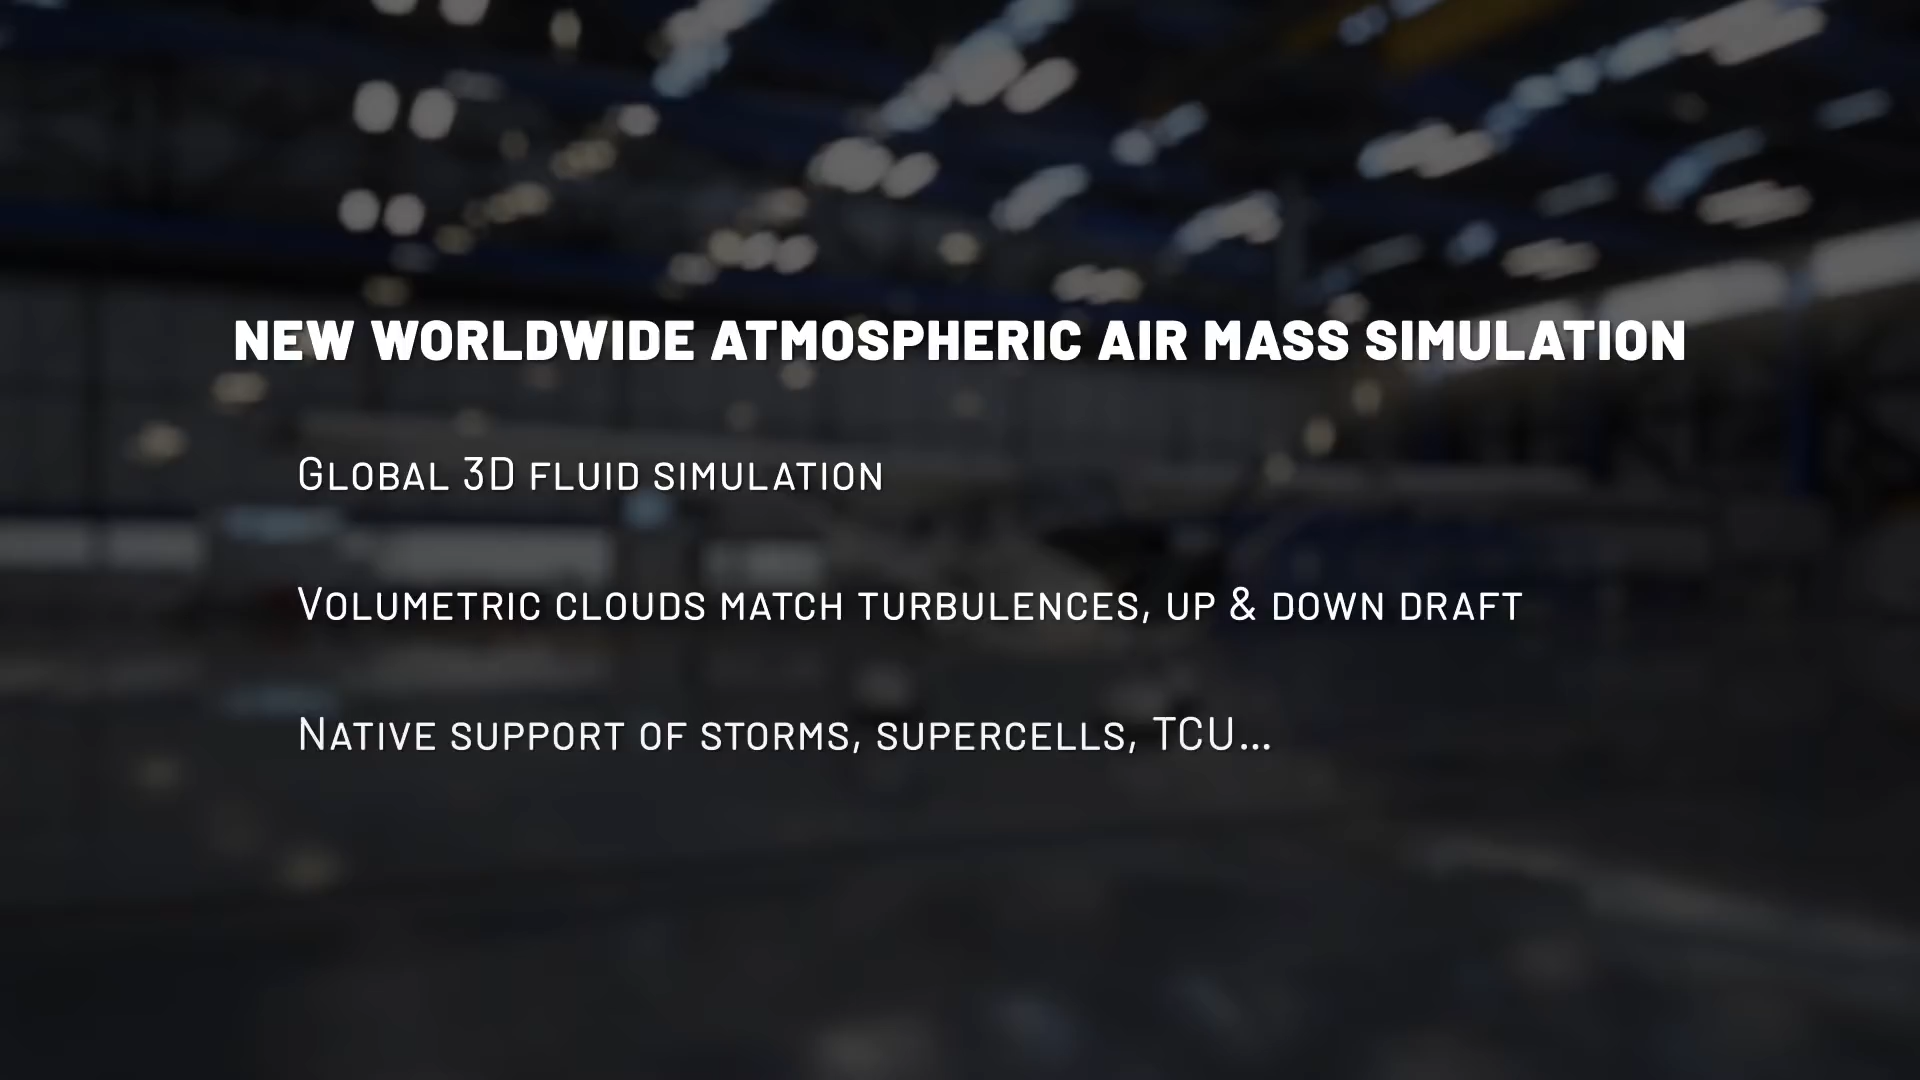 NEW WORLDWIDE ATMOSPHERIC AIR MASS SIMULATION
GLOBAL 3D FLUID SIMULATION
VOLUMETRIC CLOUDS MATCH TURBULENCES, UP & DOWN DRAFT
NATIVE SUPPORT OF STORMS, SUPERCELLS, TCU...